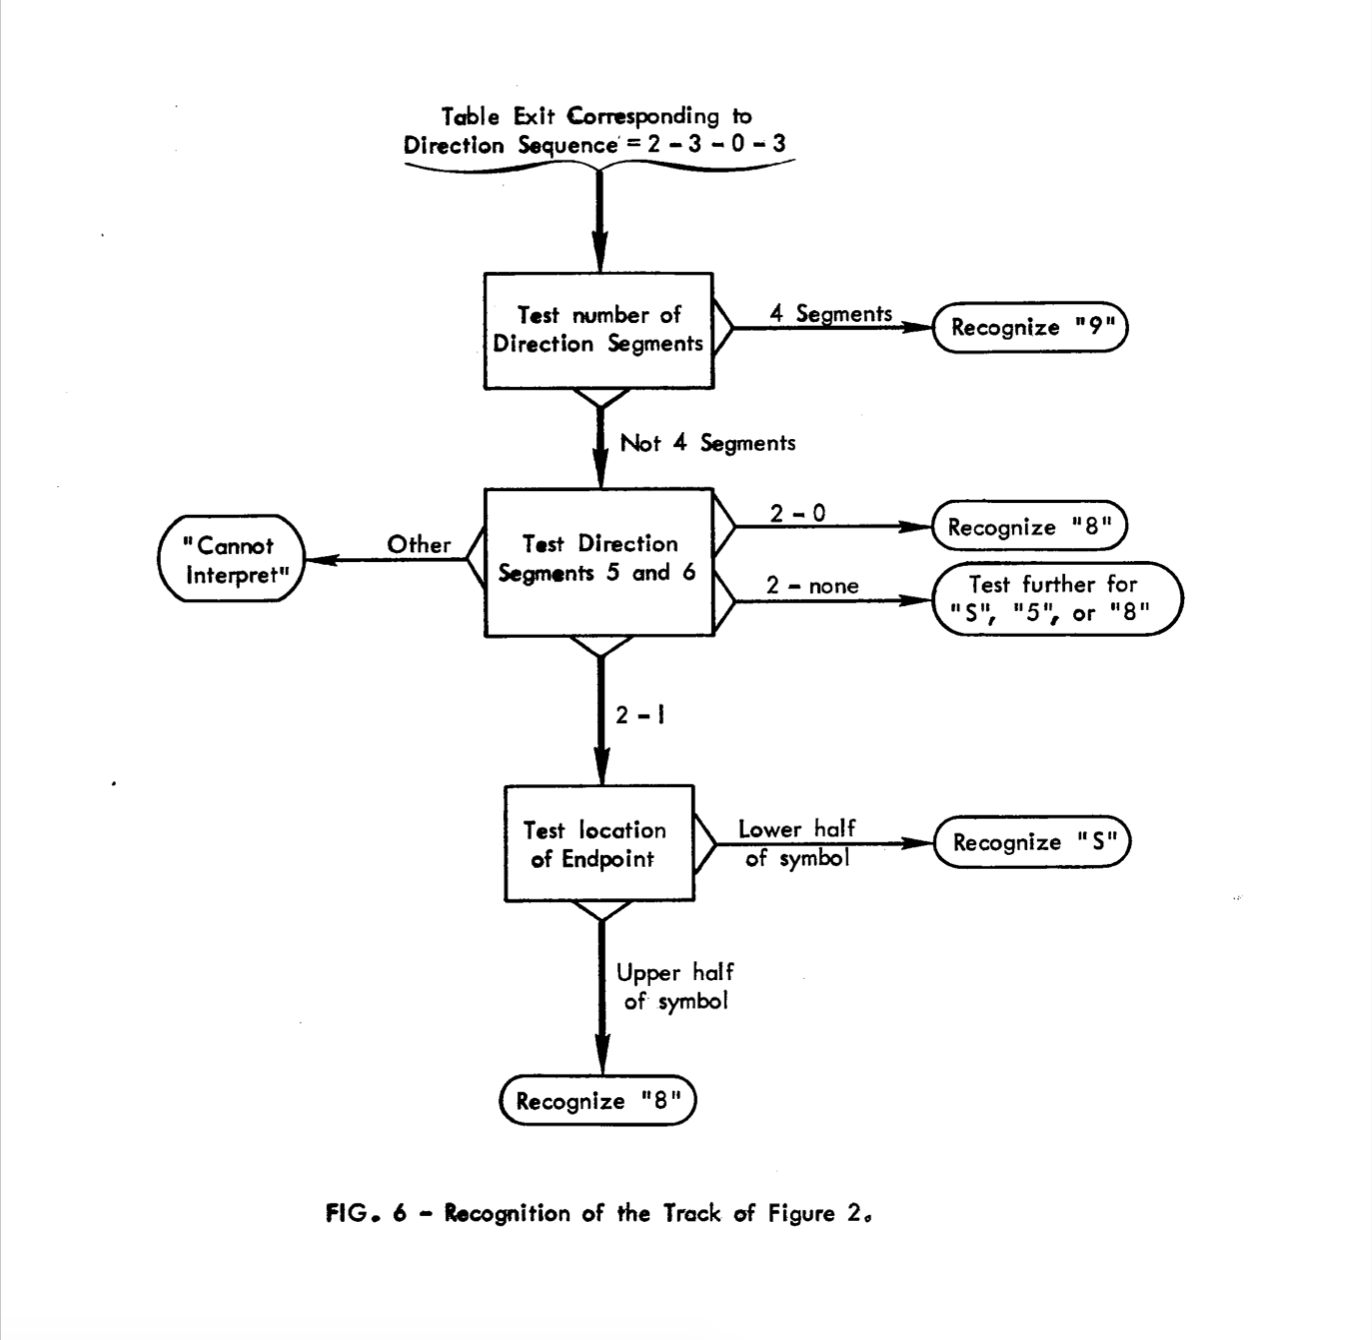 Table Exit Corresponding to
Direction Sequence = 2 - 3 - 0 - 3
Test number of
Direction Segments
4 Segments
Recognize "9"
Not 4 Segments
Test Direction
Segments 5 and 6
2 - 0
Recognize "8"
2 - none
Test further for
"S", "5", or "8"
Other
"Cannot
Interpret"
2 - 1
Test location
of Endpoint
Lower half
of symbol
Recognize "S"
Upper half
of symbol
Recognize "8"
FIG. 6 - Recognition of the Track of Figure 2.